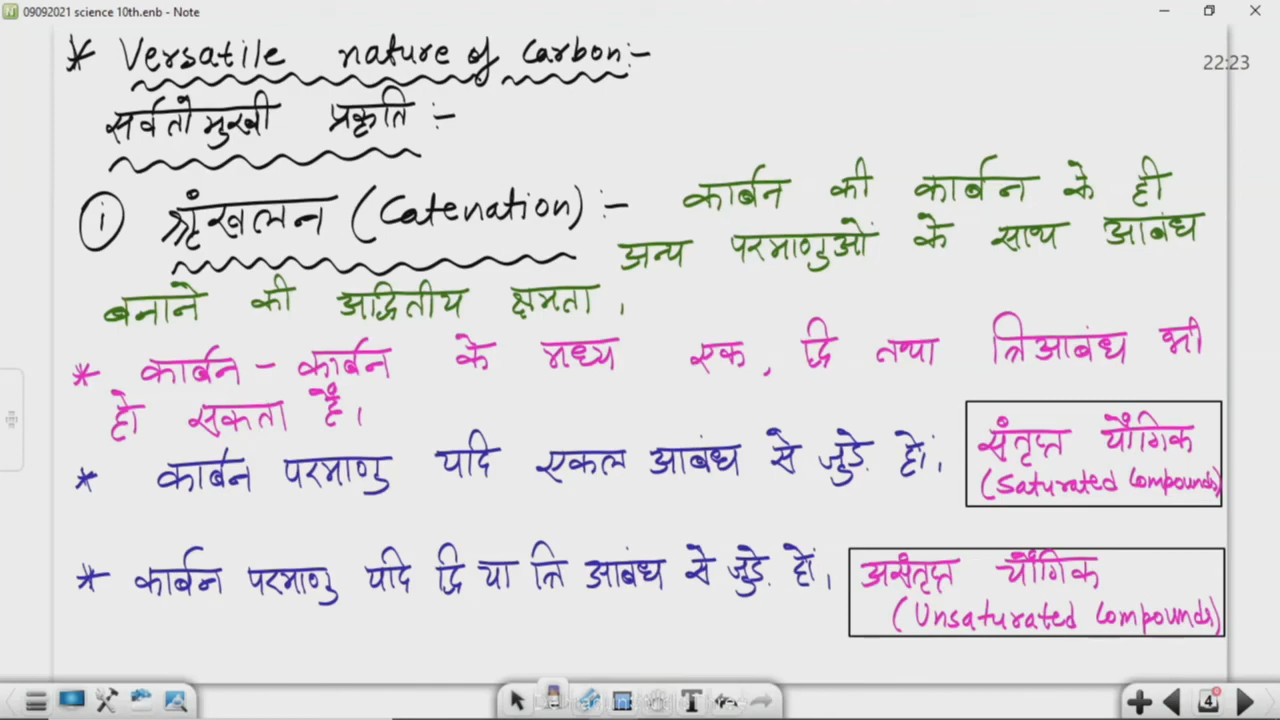 09092021 science 10th.enb - Note
22:23
* Versatile nature of carbon:-
सर्वतोमुखी प्रकृति :-
(i) श्रृंखलन (Catenation) :- कार्बन की कार्बन के ही
अन्य परमाणुओं के साथ आबंध
बनाने की अद्वितीय क्षमता ,
* कार्बन - कार्बन के मध्य एक , द्वि तथा त्रिआबंध भी
हो सकता है।
* कार्बन परमाणु यदि एकल आबंध से जुड़े हों ,
संतृप्त यौगिक
(Saturated Compounds)
* कार्बन परमाणु यदि द्वि या त्रि आबंध से जुड़े हों ,
असंतृप्त यौगिक
(Unsaturated Compounds)
T
4